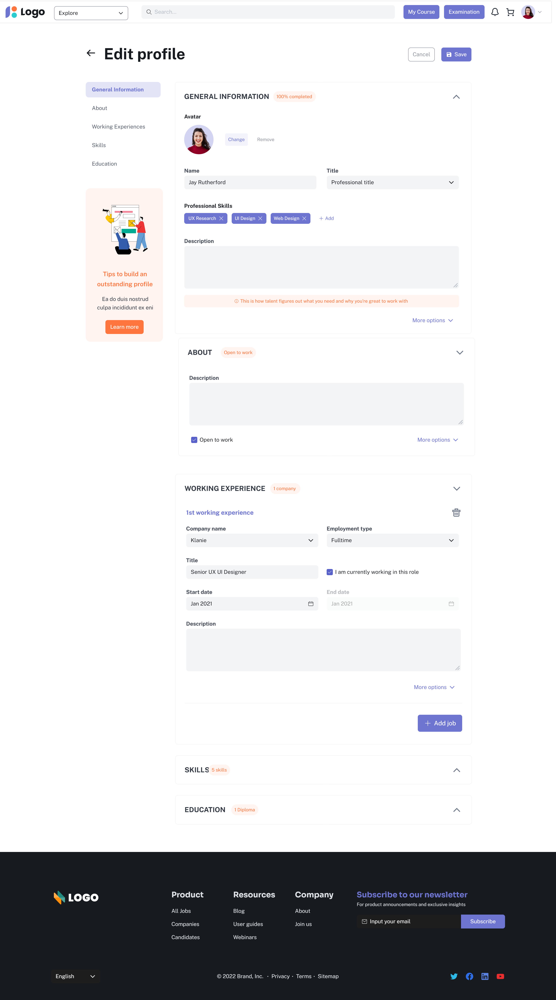 Logo
Explore
Search...
My Course
Examination
Edit profile
Cancel
Save
General Information
About
Working Experiences
Skills
Education
Tips to build an
outstanding profile
Ea do duis nostrud
culpa incididunt ex eni
Learn more
GENERAL INFORMATION
100% completed
Avatar
Change
Remove
Name
Title
Jay Rutherford
Professional title
Professional Skills
UX Research
UI Design
Web Design
Add
Description
This is how talent figures out what you need and why you're great to work with
More options
ABOUT
Open to work
Description
Open to work
More options
WORKING EXPERIENCE
1 company
1st working experience
Company name
Employment type
Klanie
Fulltime
Title
Senior UX UI Designer
I am currently working in this role
Start date
End date
Jan 2021
Jan 2021
Description
More options
Add job
SKILLS
5 skills
EDUCATION
1 Diploma
LOGO
Product
All Jobs
Companies
Candidates
Resources
Blog
User guides
Webinars
Company
About
Join us
Subscribe to our newsletter
For product announcements and exclusive insights
Input your email
Subscribe
English
© 2022 Brand, Inc. · Privacy · Terms · Sitemap